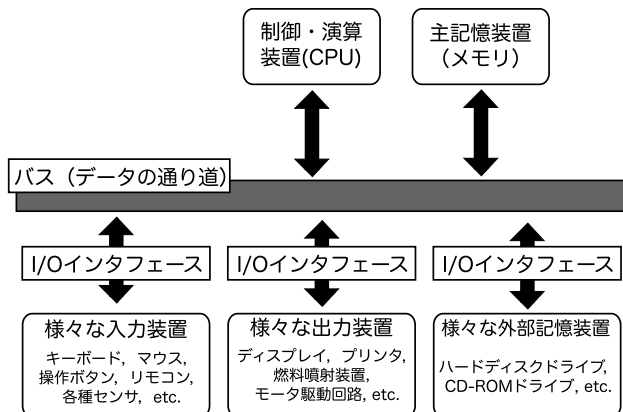 制御・演算
装置(CPU)
主記憶装置
（メモリ）
バス（データの通り道）
I/Oインタフェース
I/Oインタフェース
I/Oインタフェース
様々な入力装置
キーボード，マウス，
操作ボタン，リモコン，
各種センサ，etc.
様々な出力装置
ディスプレイ，プリンタ，
燃料噴射装置，
モータ駆動回路, etc.
様々な外部記憶装置
ハードディスクドライブ，
CD-ROMドライブ, etc.